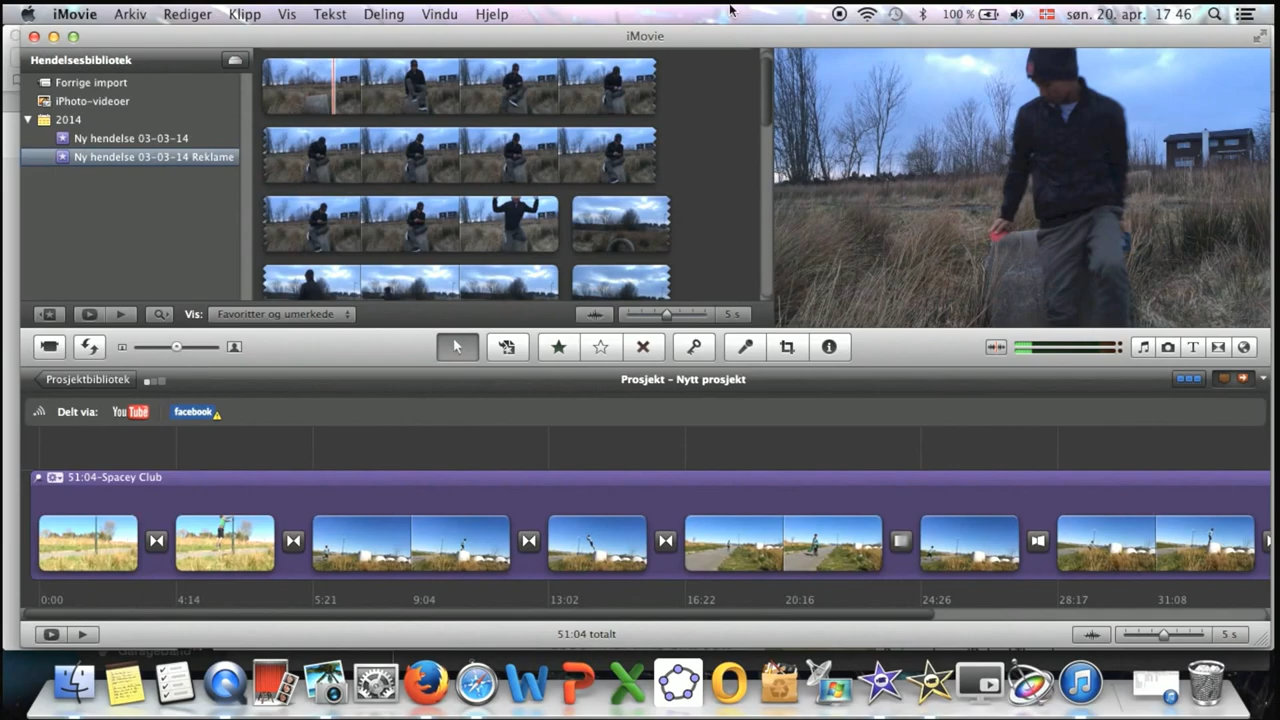 iMovie Arkiv Rediger Klipp Vis Tekst Deling Vindu Hjelp 100 % søn. 20. apr. 17 46
iMovie
Hendelsesbibliotek
Forrige import
iPhoto-videoer
2014
Ny hendelse 03-03-14
Ny hendelse 03-03-14 Reklame
Vis: Favoritter og umerkede 5 s
Prosjektbibliotek Prosjekt – Nytt prosjekt
Delt via: YouTube facebook
51:04-Spacey Club
0:00 4:14 5:21 9:04 13:02 16:22 20:16 24:26 28:17 31:08
51:04 totalt 5 s
GarageBand